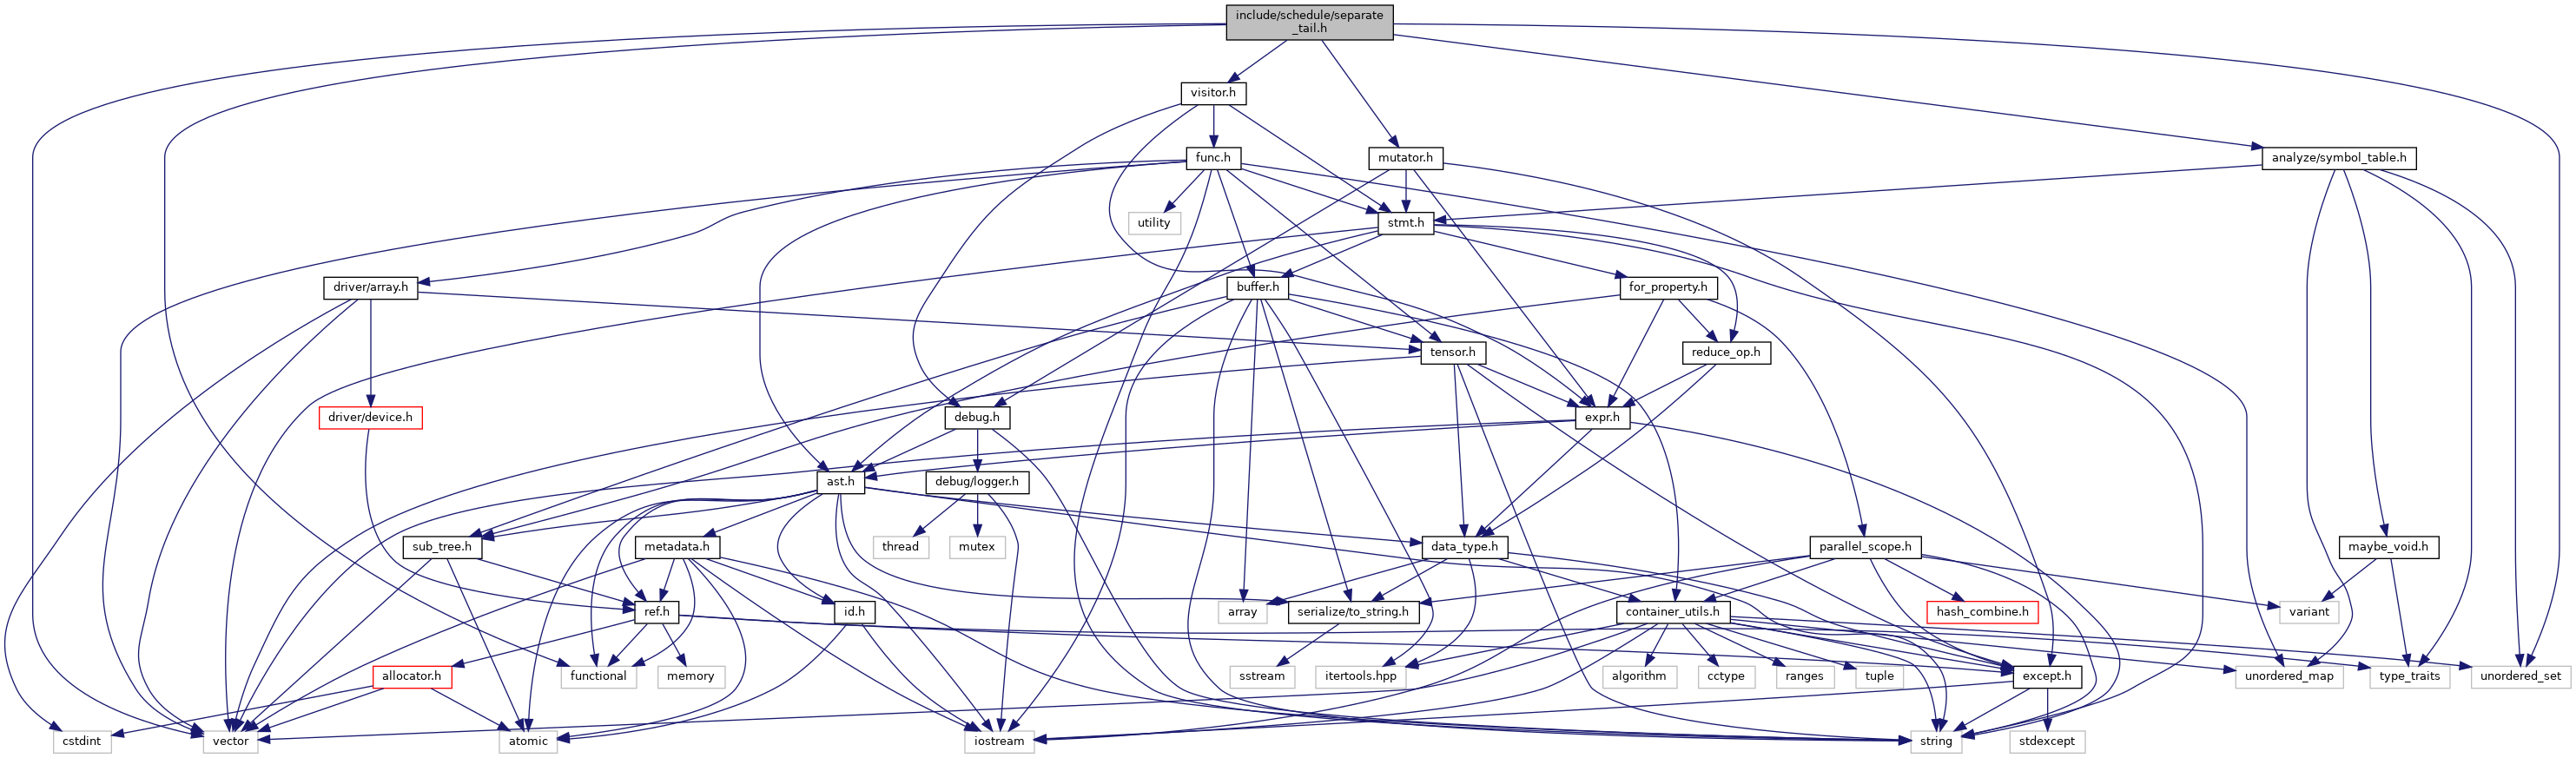 include/schedule/separate
_tail.h
visitor.h
func.h
mutator.h
analyze/symbol_table.h
utility
stmt.h
driver/array.h
buffer.h
for_property.h
tensor.h
reduce_op.h
driver/device.h
debug.h
expr.h
ast.h
debug/logger.h
sub_tree.h
metadata.h
thread
mutex
data_type.h
parallel_scope.h
maybe_void.h
ref.h
id.h
array
serialize/to_string.h
container_utils.h
hash_combine.h
variant
allocator.h
functional
memory
sstream
itertools.hpp
algorithm
cctype
ranges
tuple
except.h
unordered_map
type_traits
unordered_set
cstdint
vector
atomic
iostream
string
stdexcept